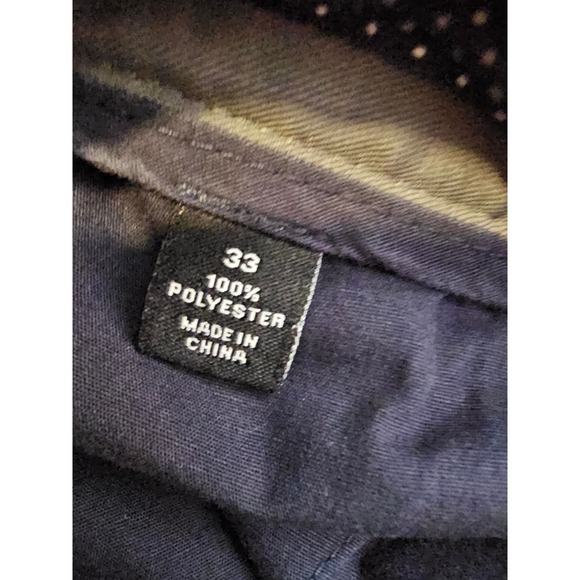 33
100%
POLYESTER
MADE IN
CHINA